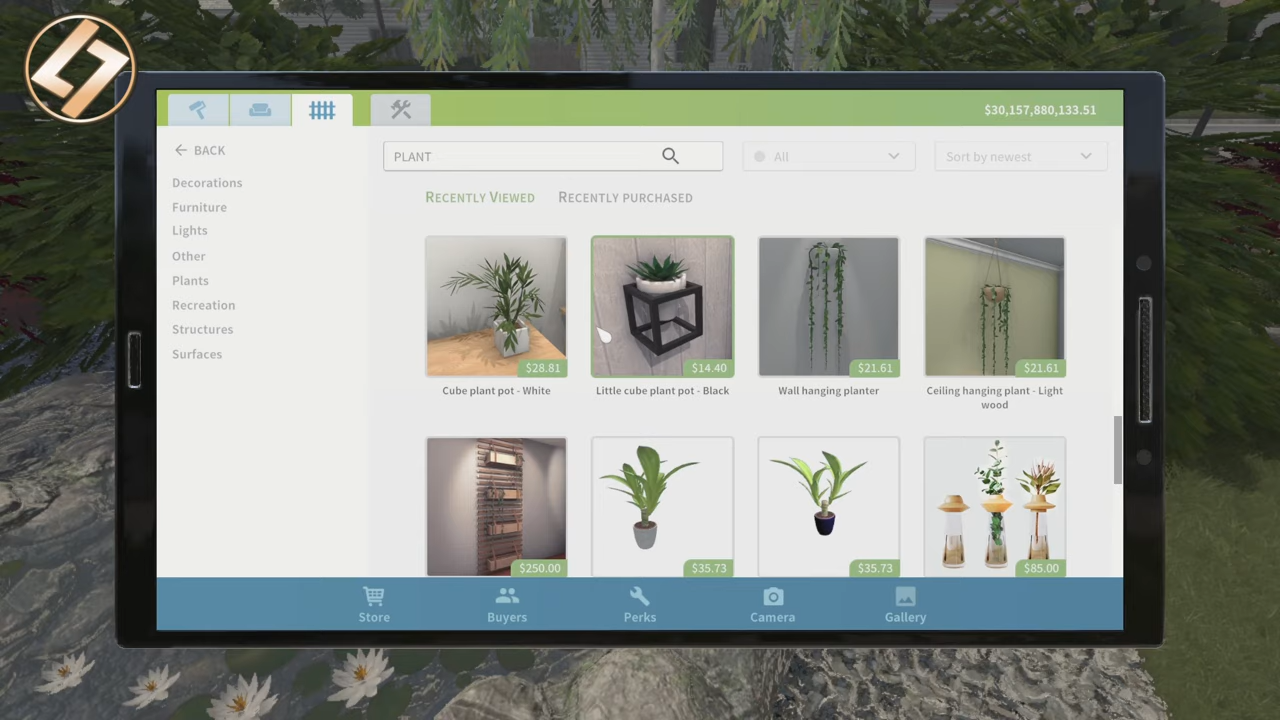 $30,157,880,133.51
BACK
PLANT
All
Sort by newest
Decorations
Furniture
Lights
Other
Plants
Recreation
Structures
Surfaces
RECENTLY VIEWED
RECENTLY PURCHASED
$28.81
$14.40
$21.61
$21.61
Cube plant pot - White
Little cube plant pot - Black
Wall hanging planter
Ceiling hanging plant - Light
wood
$250.00
$35.73
$35.73
$85.00
Store
Buyers
Perks
Camera
Gallery